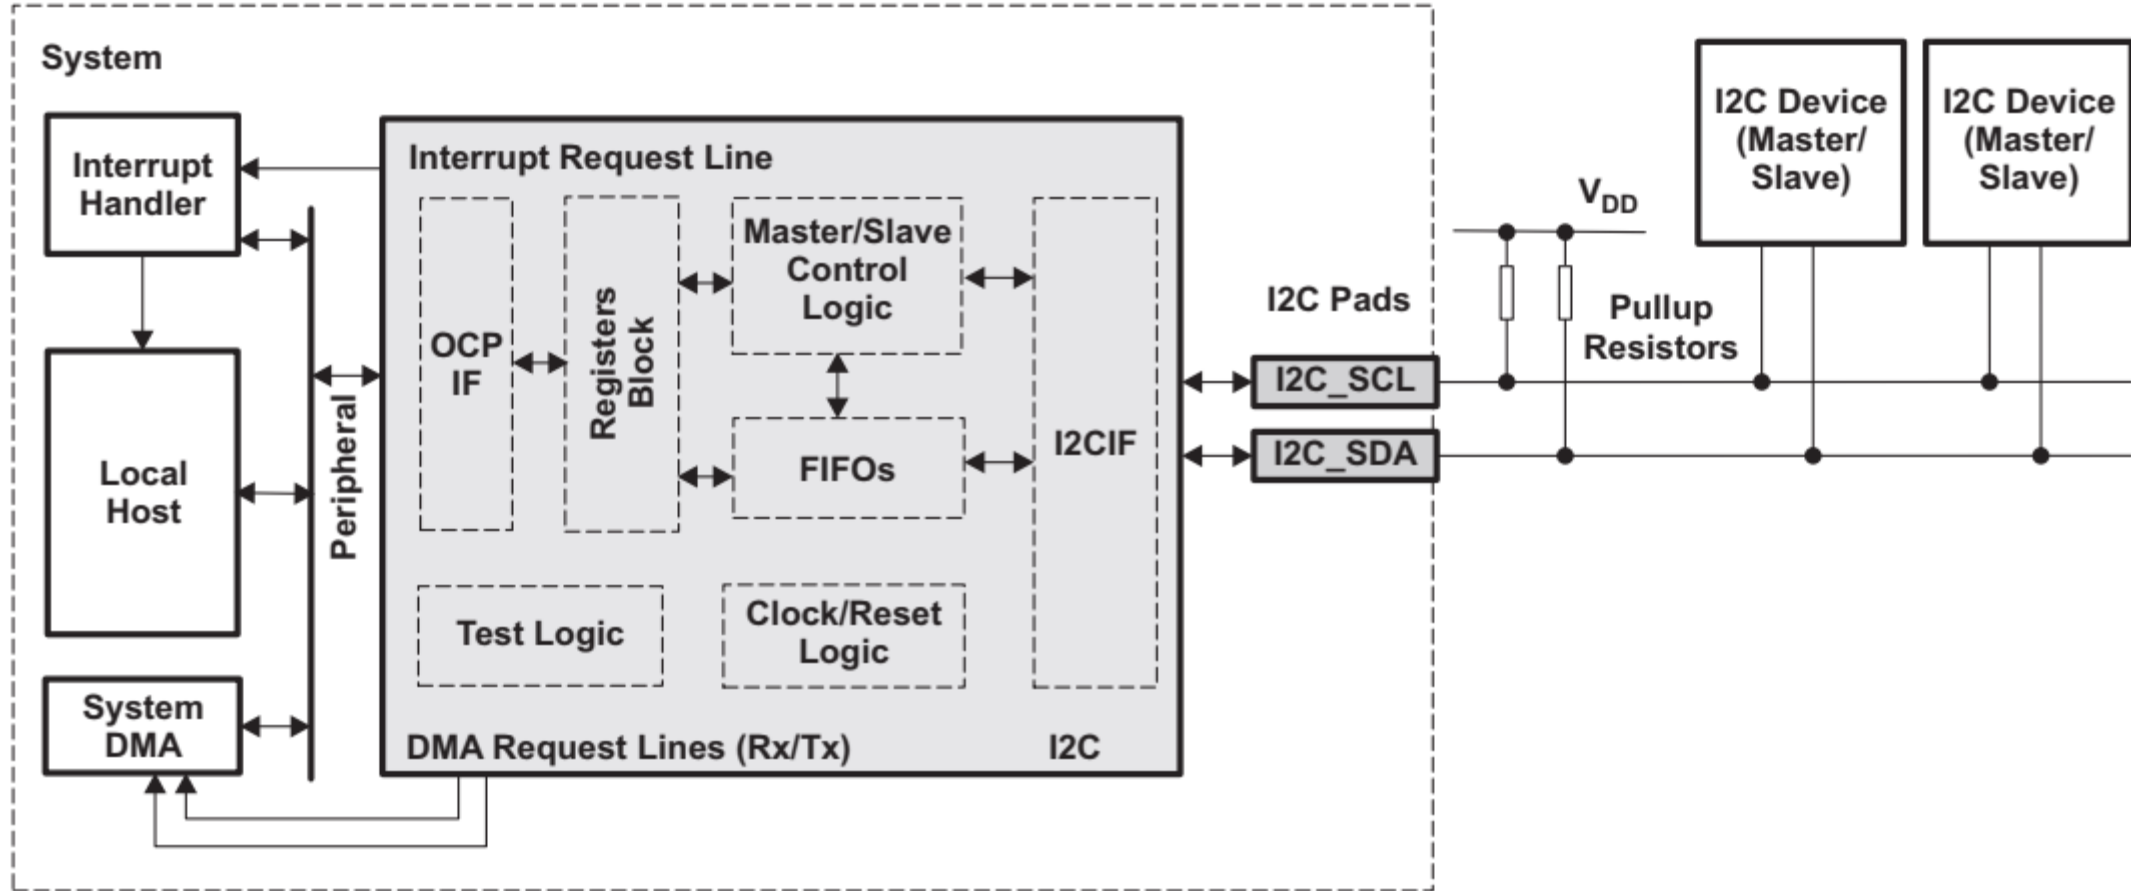 System
Interrupt
Handler
Local
Host
System
DMA
Peripheral
Interrupt Request Line
OCP
IF
Registers
Block
Master/Slave
Control
Logic
FIFOs
I2CIF
Test Logic
Clock/Reset
Logic
DMA Request Lines (Rx/Tx)
I2C
I2C Pads
I2C_SCL
I2C_SDA
VDD
Pullup
Resistors
I2C Device
(Master/
Slave)
I2C Device
(Master/
Slave)